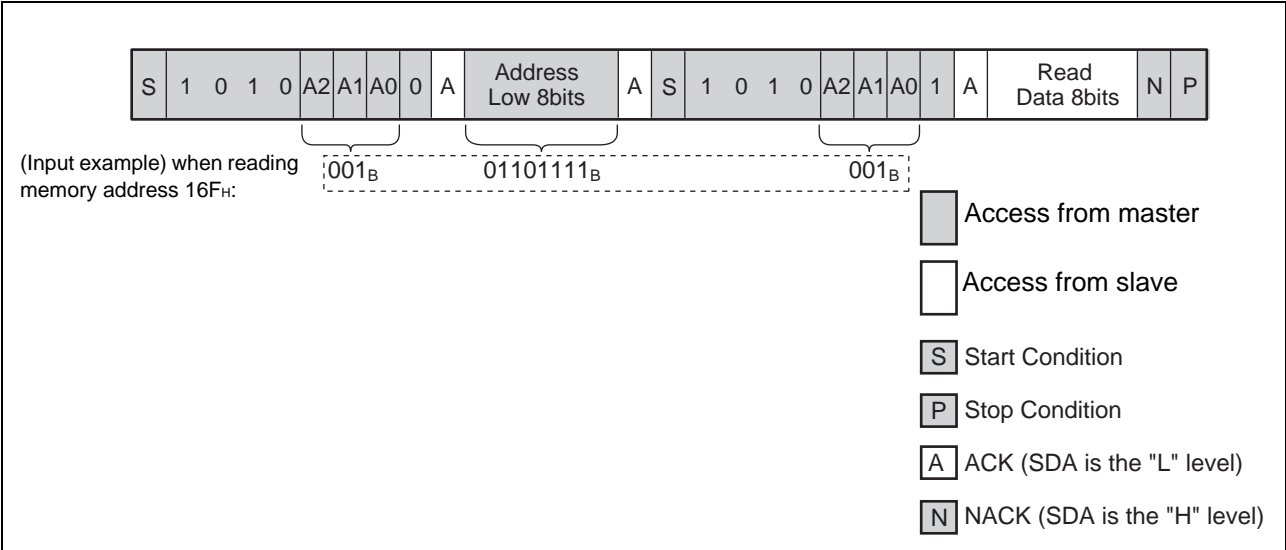 S 1 0 1 0 A2 A1 A0 0 A Address Low 8bits A S 1 0 1 0 A2 A1 A0 1 A Read Data 8bits N P
(Input example) when reading
memory address 16FH:
001B 01101111B 001B
Access from master
Access from slave
S Start Condition
P Stop Condition
A ACK (SDA is the "L" level)
N NACK (SDA is the "H" level)